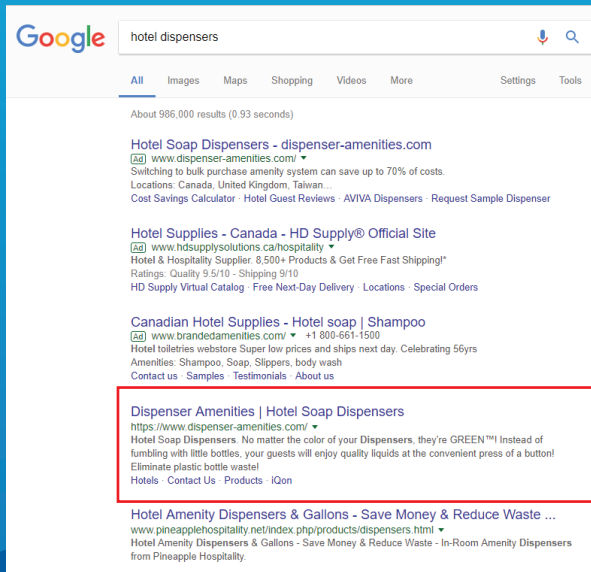 Google hotel dispensers
All Images Maps Shopping Videos More Settings Tools
About 986,000 results (0.93 seconds)
Hotel Soap Dispensers - dispenser-amenities.com
Ad www.dispenser-amenities.com/
Switching to bulk purchase amenity system can save up to 70% of costs.
Locations: Canada, United Kingdom, Taiwan...
Cost Savings Calculator · Hotel Guest Reviews · AVIVA Dispensers · Request Sample Dispenser
Hotel Supplies - Canada - HD Supply® Official Site
Ad www.hdsupplysolutions.ca/hospitality
Hotel & Hospitality Supplier. 8,500+ Products & Get Free Fast Shipping!*
Ratings: Quality 9.5/10 - Shipping 9/10
HD Supply Virtual Catalog · Free Next-Day Delivery · Locations · Special Orders
Canadian Hotel Supplies - Hotel soap | Shampoo
Ad www.brandedamenities.com/ +1 800-661-1500
Hotel toiletries webstore Super low prices and ships next day. Celebrating 56yrs
Amenities: Shampoo, Soap, Slippers, body wash
Contact us · Samples · Testimonials · About us
Dispenser Amenities | Hotel Soap Dispensers
https://www.dispenser-amenities.com/
Hotel Soap Dispensers. No matter the color of your Dispensers, they're GREEN™! Instead of
fumbling with little bottles, your guests will enjoy quality liquids at the convenient press of a button!
Eliminate plastic bottle waste!
Hotels · Contact Us · Products · iQon
Hotel Amenity Dispensers & Gallons - Save Money & Reduce Waste ...
www.pineapplehospitality.net/index.php/products/dispensers.html
Hotel Amenity Dispensers & Gallons - Save Money & Reduce Waste - In-Room Amenity Dispensers
from Pineapple Hospitality.